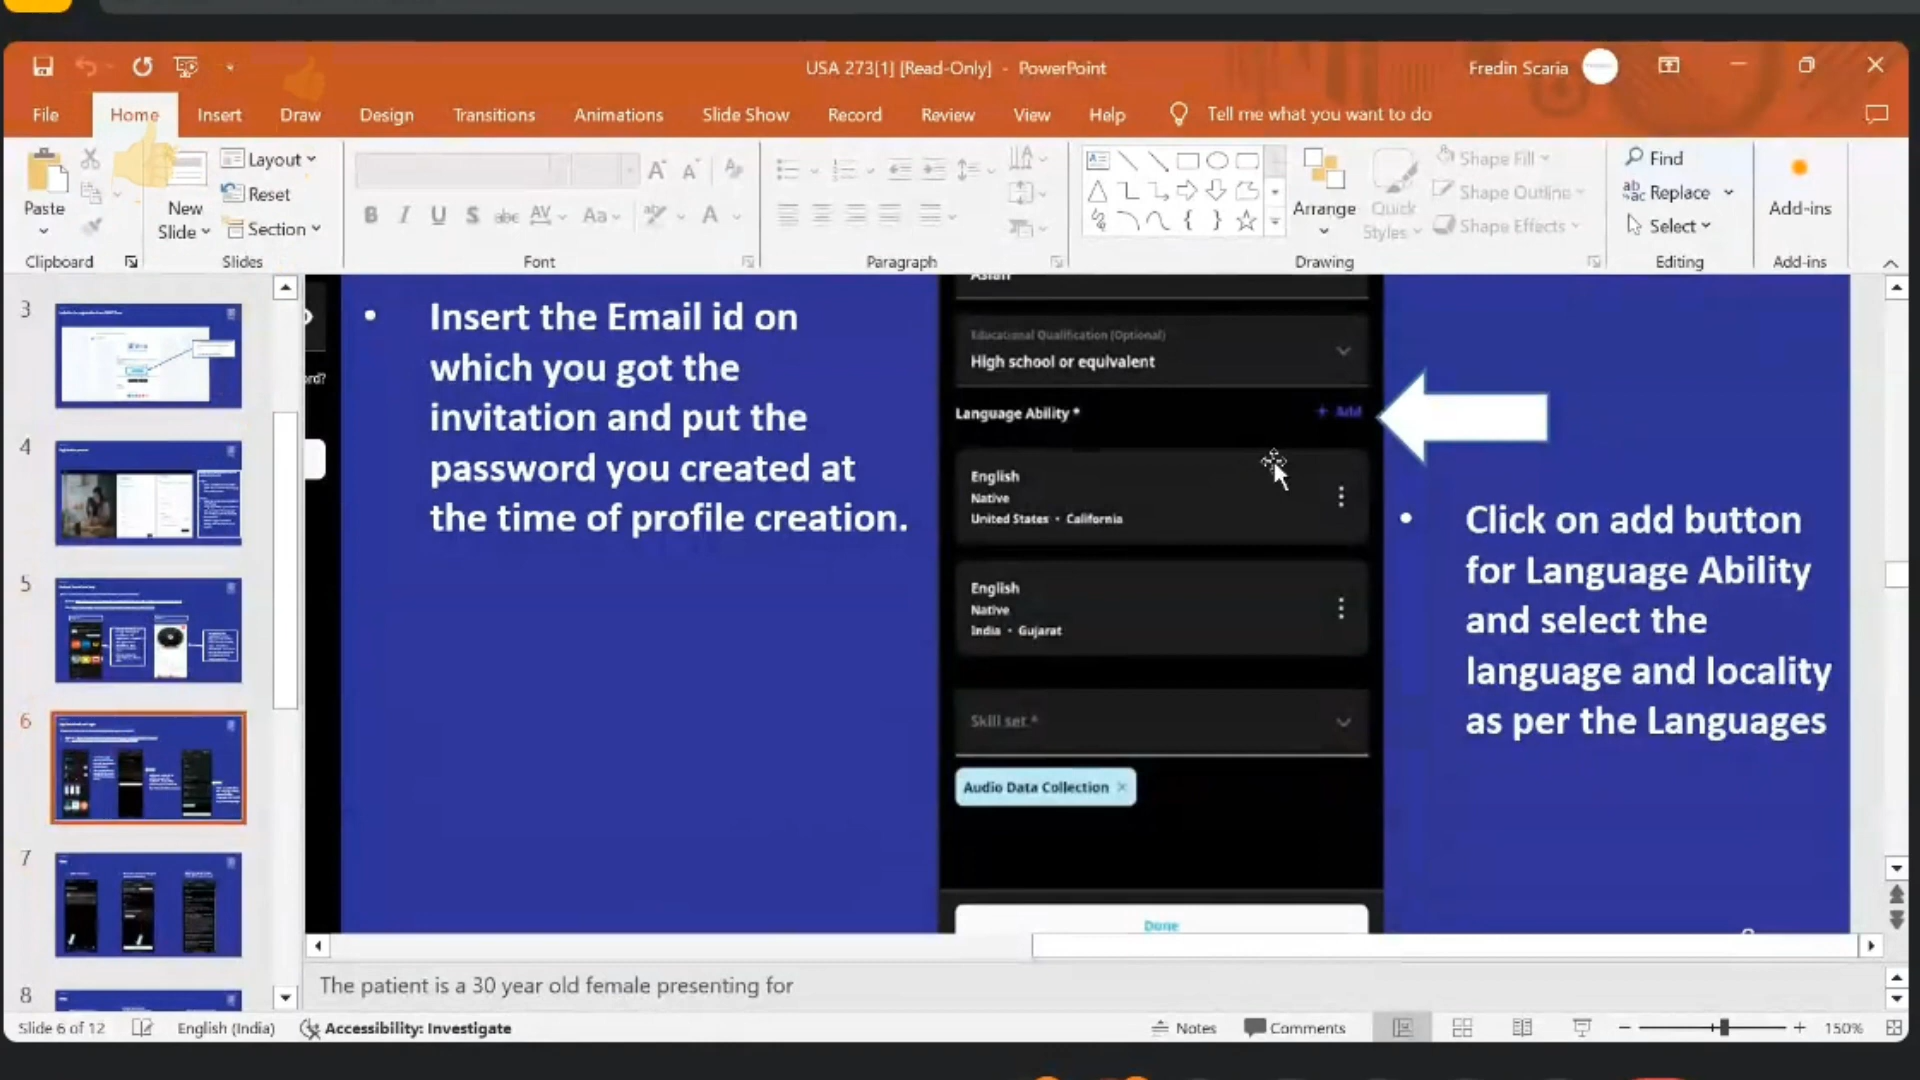 USA 273[1] [Read-Only] - PowerPoint
Fredin Scaria
File
Home
Insert
Draw
Design
Transitions
Animations
Slide Show
Record
Review
View
Help
Tell me what you want to do
Paste
Clipboard
New
Slide
Layout
Reset
Section
Slides
Font
Paragraph
Arrange
Quick
Styles
Shape Fill
Shape Outline
Shape Effects
Drawing
Find
Replace
Select
Editing
Add-ins
Add-ins
3
4
5
6
7
8
• Insert the Email id on
which you got the
invitation and put the
password you created at
the time of profile creation.
Asian
Educational Qualification (Optional)
High school or equivalent
Language Ability *
+ Add
English
Native
United States • California
English
Native
India • Gujarat
Skill set *
Audio Data Collection ×
Done
• Click on add button
for Language Ability
and select the
language and locality
as per the Languages
The patient is a 30 year old female presenting for
Slide 6 of 12
English (India)
Accessibility: Investigate
Notes
Comments
150%